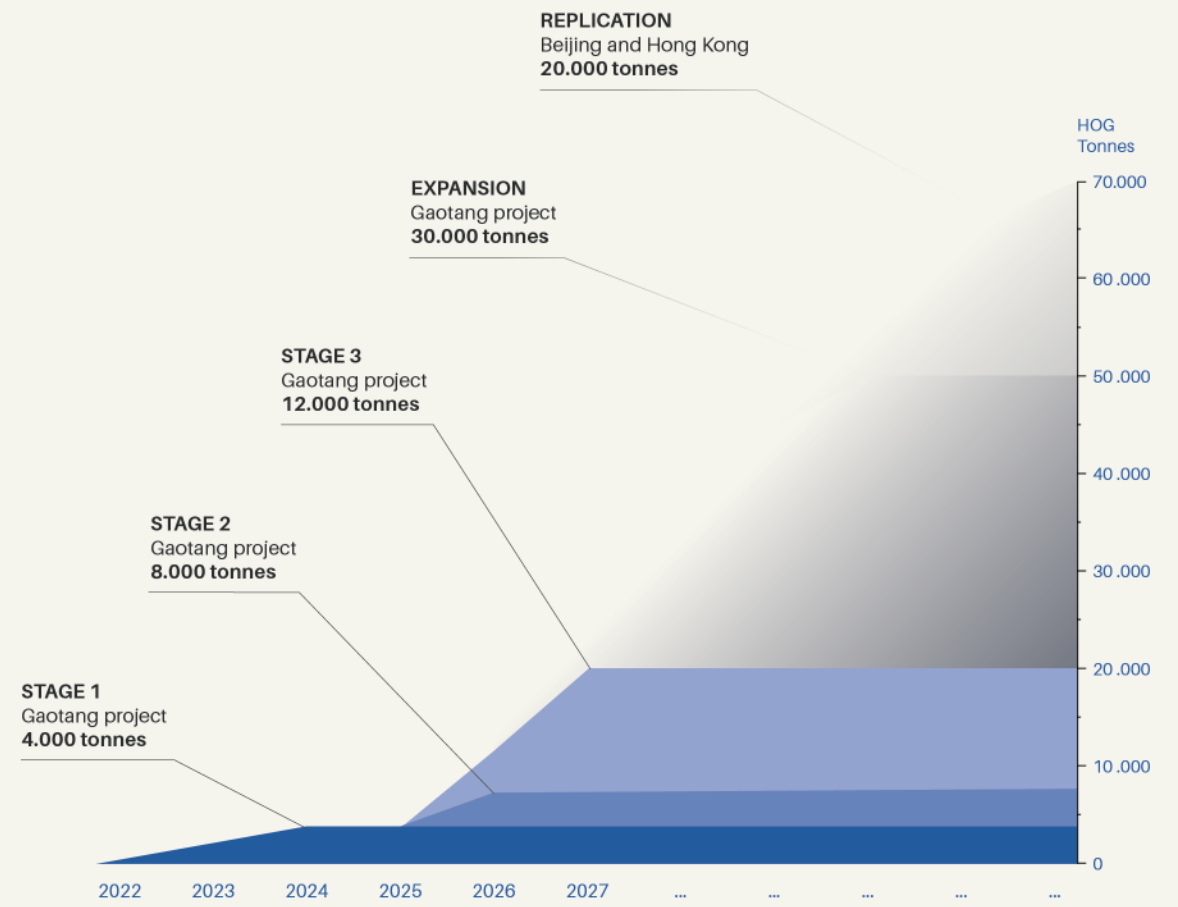 REPLICATION
Beijing and Hong Kong
20.000 tonnes
HOG
Tonnes
70.000
EXPANSION
Gaotang project
30.000 tonnes
60.000
STAGE 3
Gaotang project
12.000 tonnes
50.000
40.000
STAGE 2
Gaotang project
8.000 tonnes
30.000
20.000
STAGE 1
Gaotang project
4.000 tonnes
10.000
0
2022 2023 2024 2025 2026 2027 ... ... ... ... ...